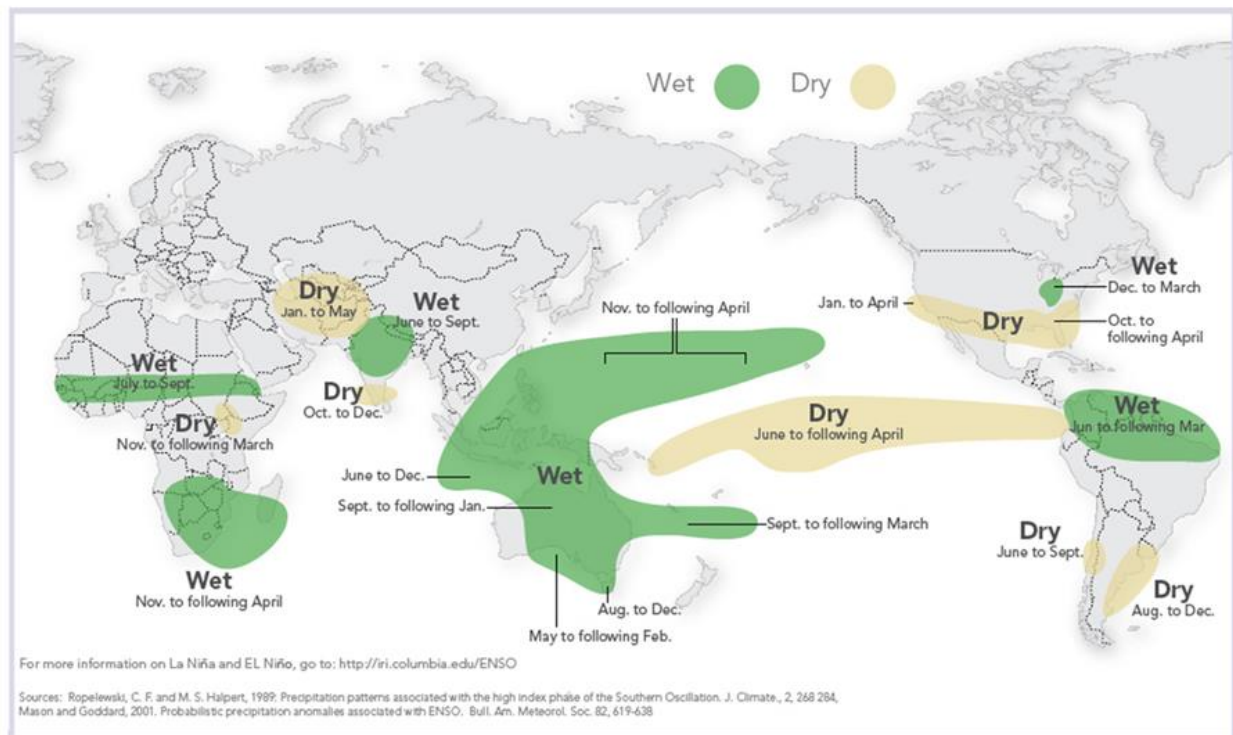 Wet
Dry
Wet
Dec. to March
Dry
Jan. to May
Wet
June to Sept.
Nov. to following April
Jan. to April
Dry
Oct. to
following April
Wet
July to Sept.
Dry
Oct. to Dec.
Dry
Nov. to following March
Dry
June to following April
Wet
Jun to following Mar
June to Dec.
Wet
Sept. to following Jan.
Sept. to following March
Dry
June to Sept.
Wet
Nov. to following April
Aug. to Dec.
May to following Feb.
Dry
Aug. to Dec.
For more information on La Niña and EL Niño, go to: http://iri.columbia.edu/ENSO
Sources: Ropelewski, C. F. and M. S. Halpert, 1989: Precipitation patterns associated with the high index phase of the Southern Oscillation. J. Climate., 2, 268 284,
Mason and Goddard, 2001. Probabilistic precipitation anomalies associated with ENSO. Bull. Am. Meteorol. Soc. 82, 619-638